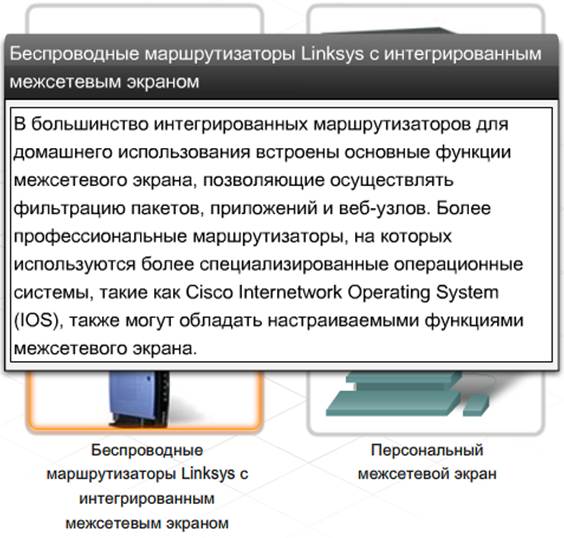 Беспроводные маршрутизаторы Linksys с интегрированным
межсетевым экраном
В большинство интегрированных маршрутизаторов для
домашнего использования встроены основные функции
межсетевого экрана, позволяющие осуществлять
фильтрацию пакетов, приложений и веб-узлов. Более
профессиональные маршрутизаторы, на которых
используются более специализированные операционные
системы, такие как Cisco Internetwork Operating System
(IOS), также могут обладать настраиваемыми функциями
межсетевого экрана.
Беспроводные
маршрутизаторы Linksys с
интегрированным
межсетевым экраном
Персональный
межсетевой экран